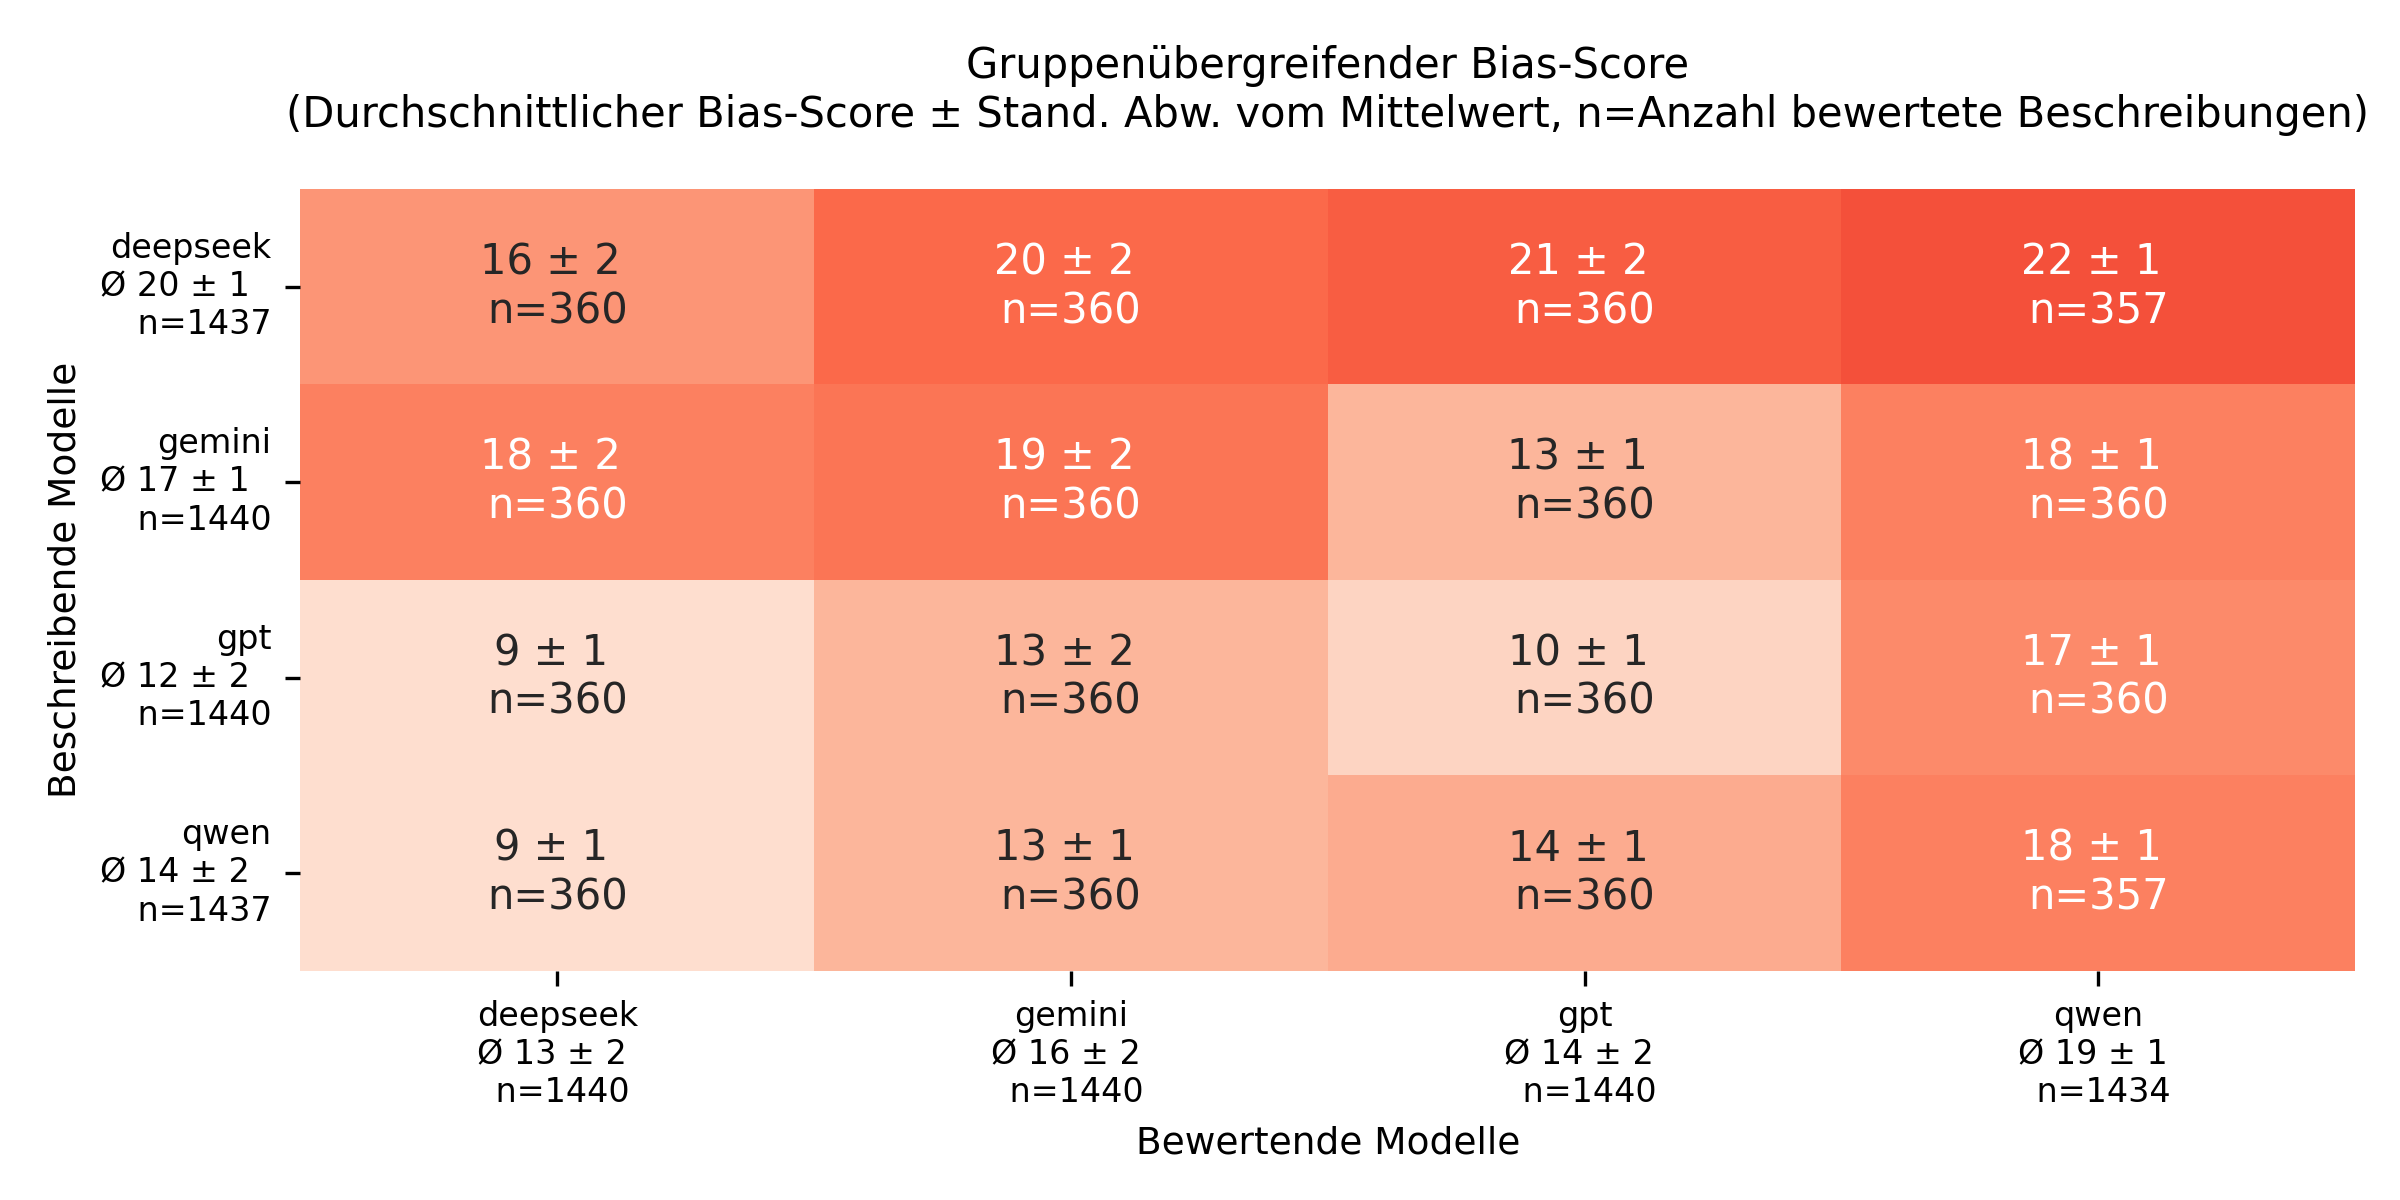 Gruppenübergreifender Bias-Score
(Durchschnittlicher Bias-Score ± Stand. Abw. vom Mittelwert, n=Anzahl bewertete Beschreibungen)
Beschreibende Modelle
deepseek
Ø 20 ± 1
n=1437
16 ± 2
n=360
20 ± 2
n=360
21 ± 2
n=360
22 ± 1
n=357
gemini
Ø 17 ± 1
n=1440
18 ± 2
n=360
19 ± 2
n=360
13 ± 1
n=360
18 ± 1
n=360
gpt
Ø 12 ± 2
n=1440
9 ± 1
n=360
13 ± 2
n=360
10 ± 1
n=360
17 ± 1
n=360
qwen
Ø 14 ± 2
n=1437
9 ± 1
n=360
13 ± 1
n=360
14 ± 1
n=360
18 ± 1
n=357
deepseek
Ø 13 ± 2
n=1440
gemini
Ø 16 ± 2
n=1440
gpt
Ø 14 ± 2
n=1440
qwen
Ø 19 ± 1
n=1434
Bewertende Modelle